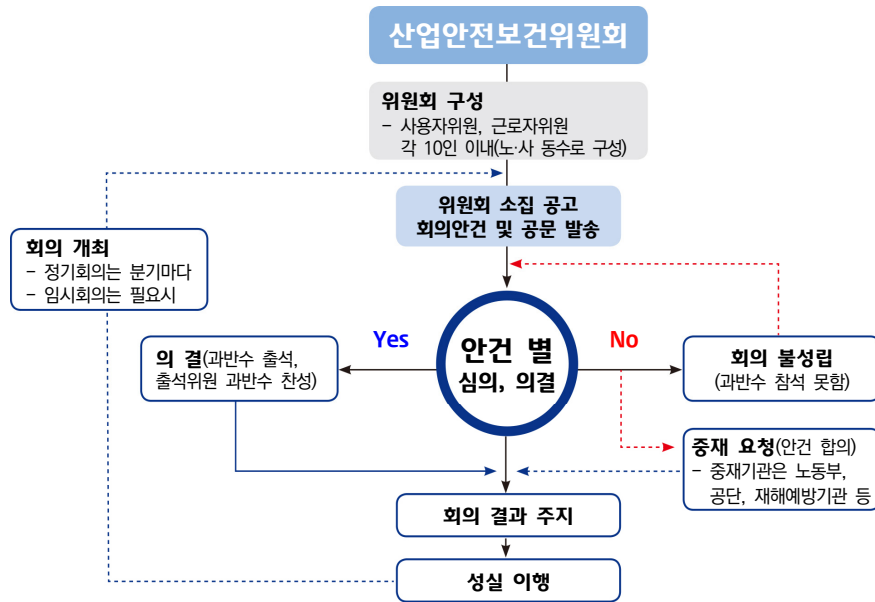 산업안전보건위원회
위원회 구성
- 사용자위원, 근로자위원
각 10인 이내(노·사 동수로 구성)
위원회 소집 공고
회의안건 및 공문 발송
회의 개최
- 정기회의는 분기마다
- 임시회의는 필요시
Yes
안건 별
심의, 의결
No
의 결(과반수 출석,
출석위원 과반수 찬성)
회의 불성립
(과반수 참석 못함)
중재 요청(안건 합의)
- 중재기관은 노동부,
공단, 재해예방기관 등
회의 결과 주지
성실 이행